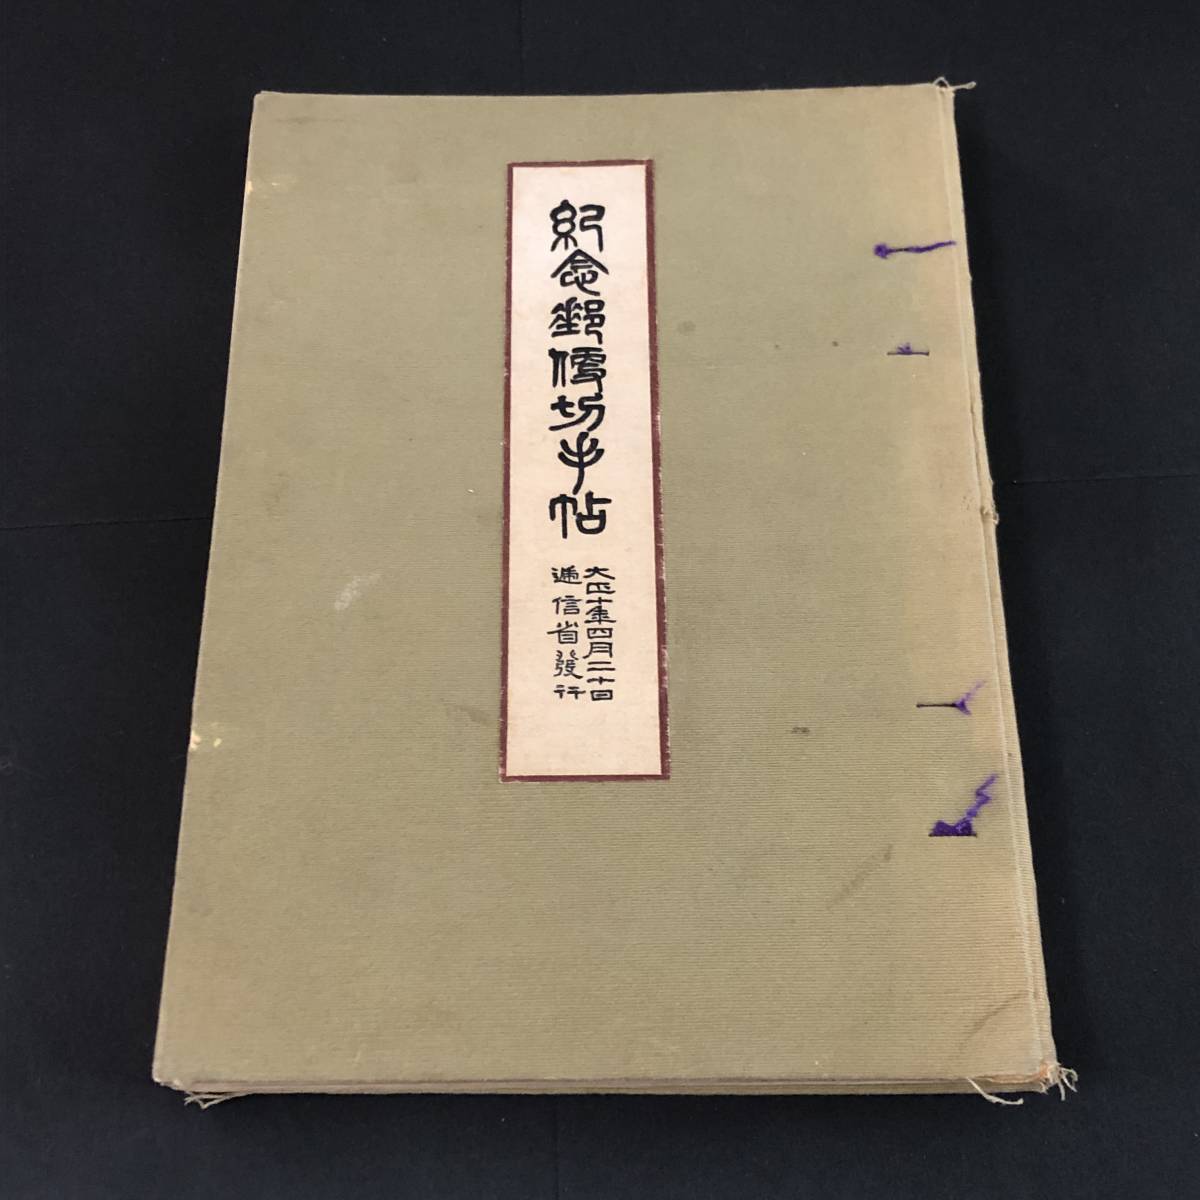 紀念郵便切手帖
大正十年四月二十日
遞信省發行